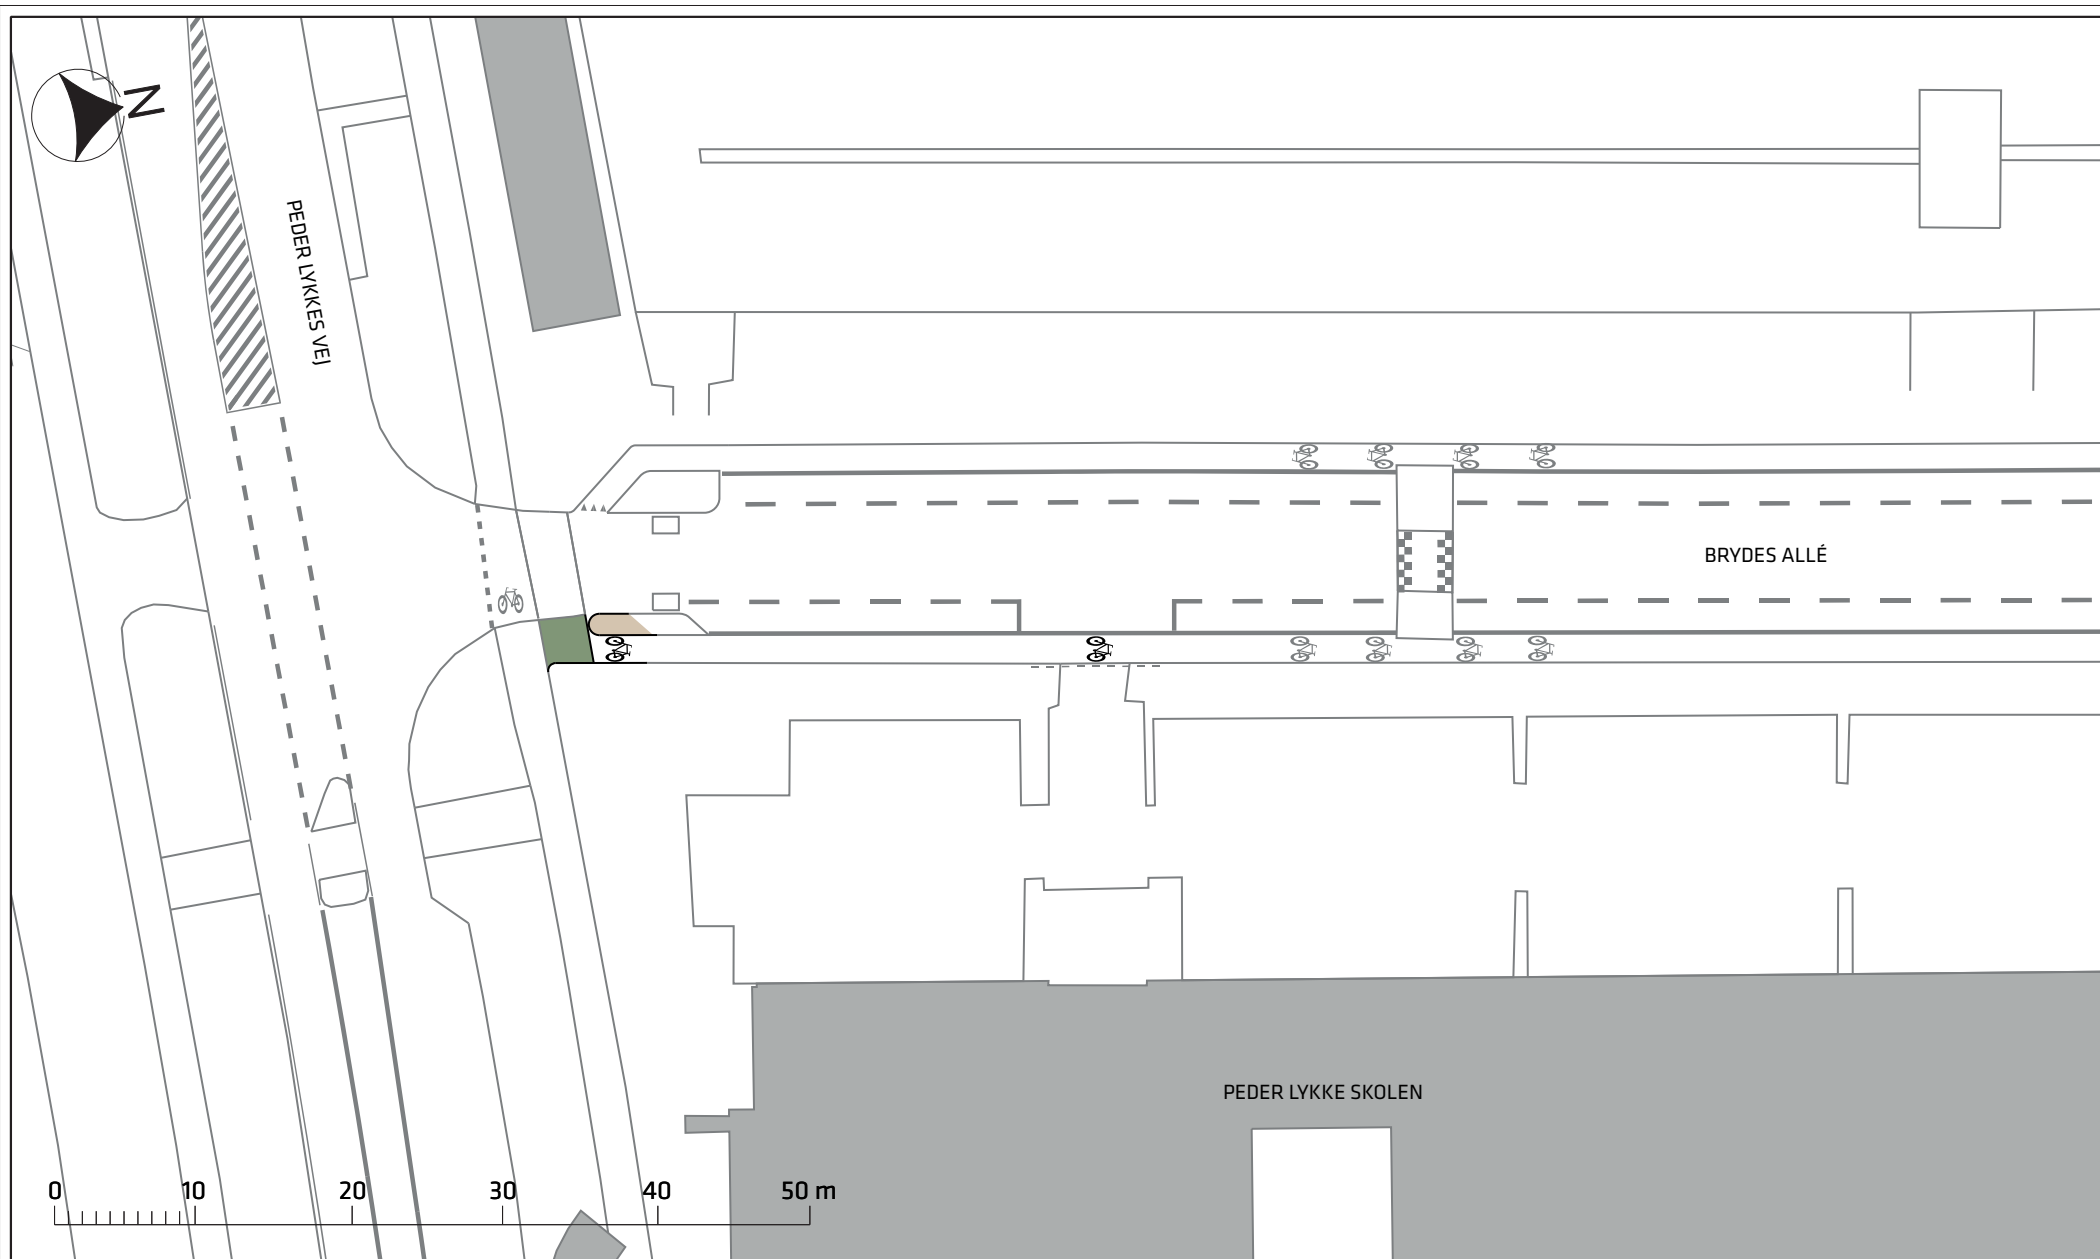 N
PEDER LYKKES VEJ
BRYDES ALLÉ
PEDER LYKKE SKOLEN
0 10 20 30 40 50 m